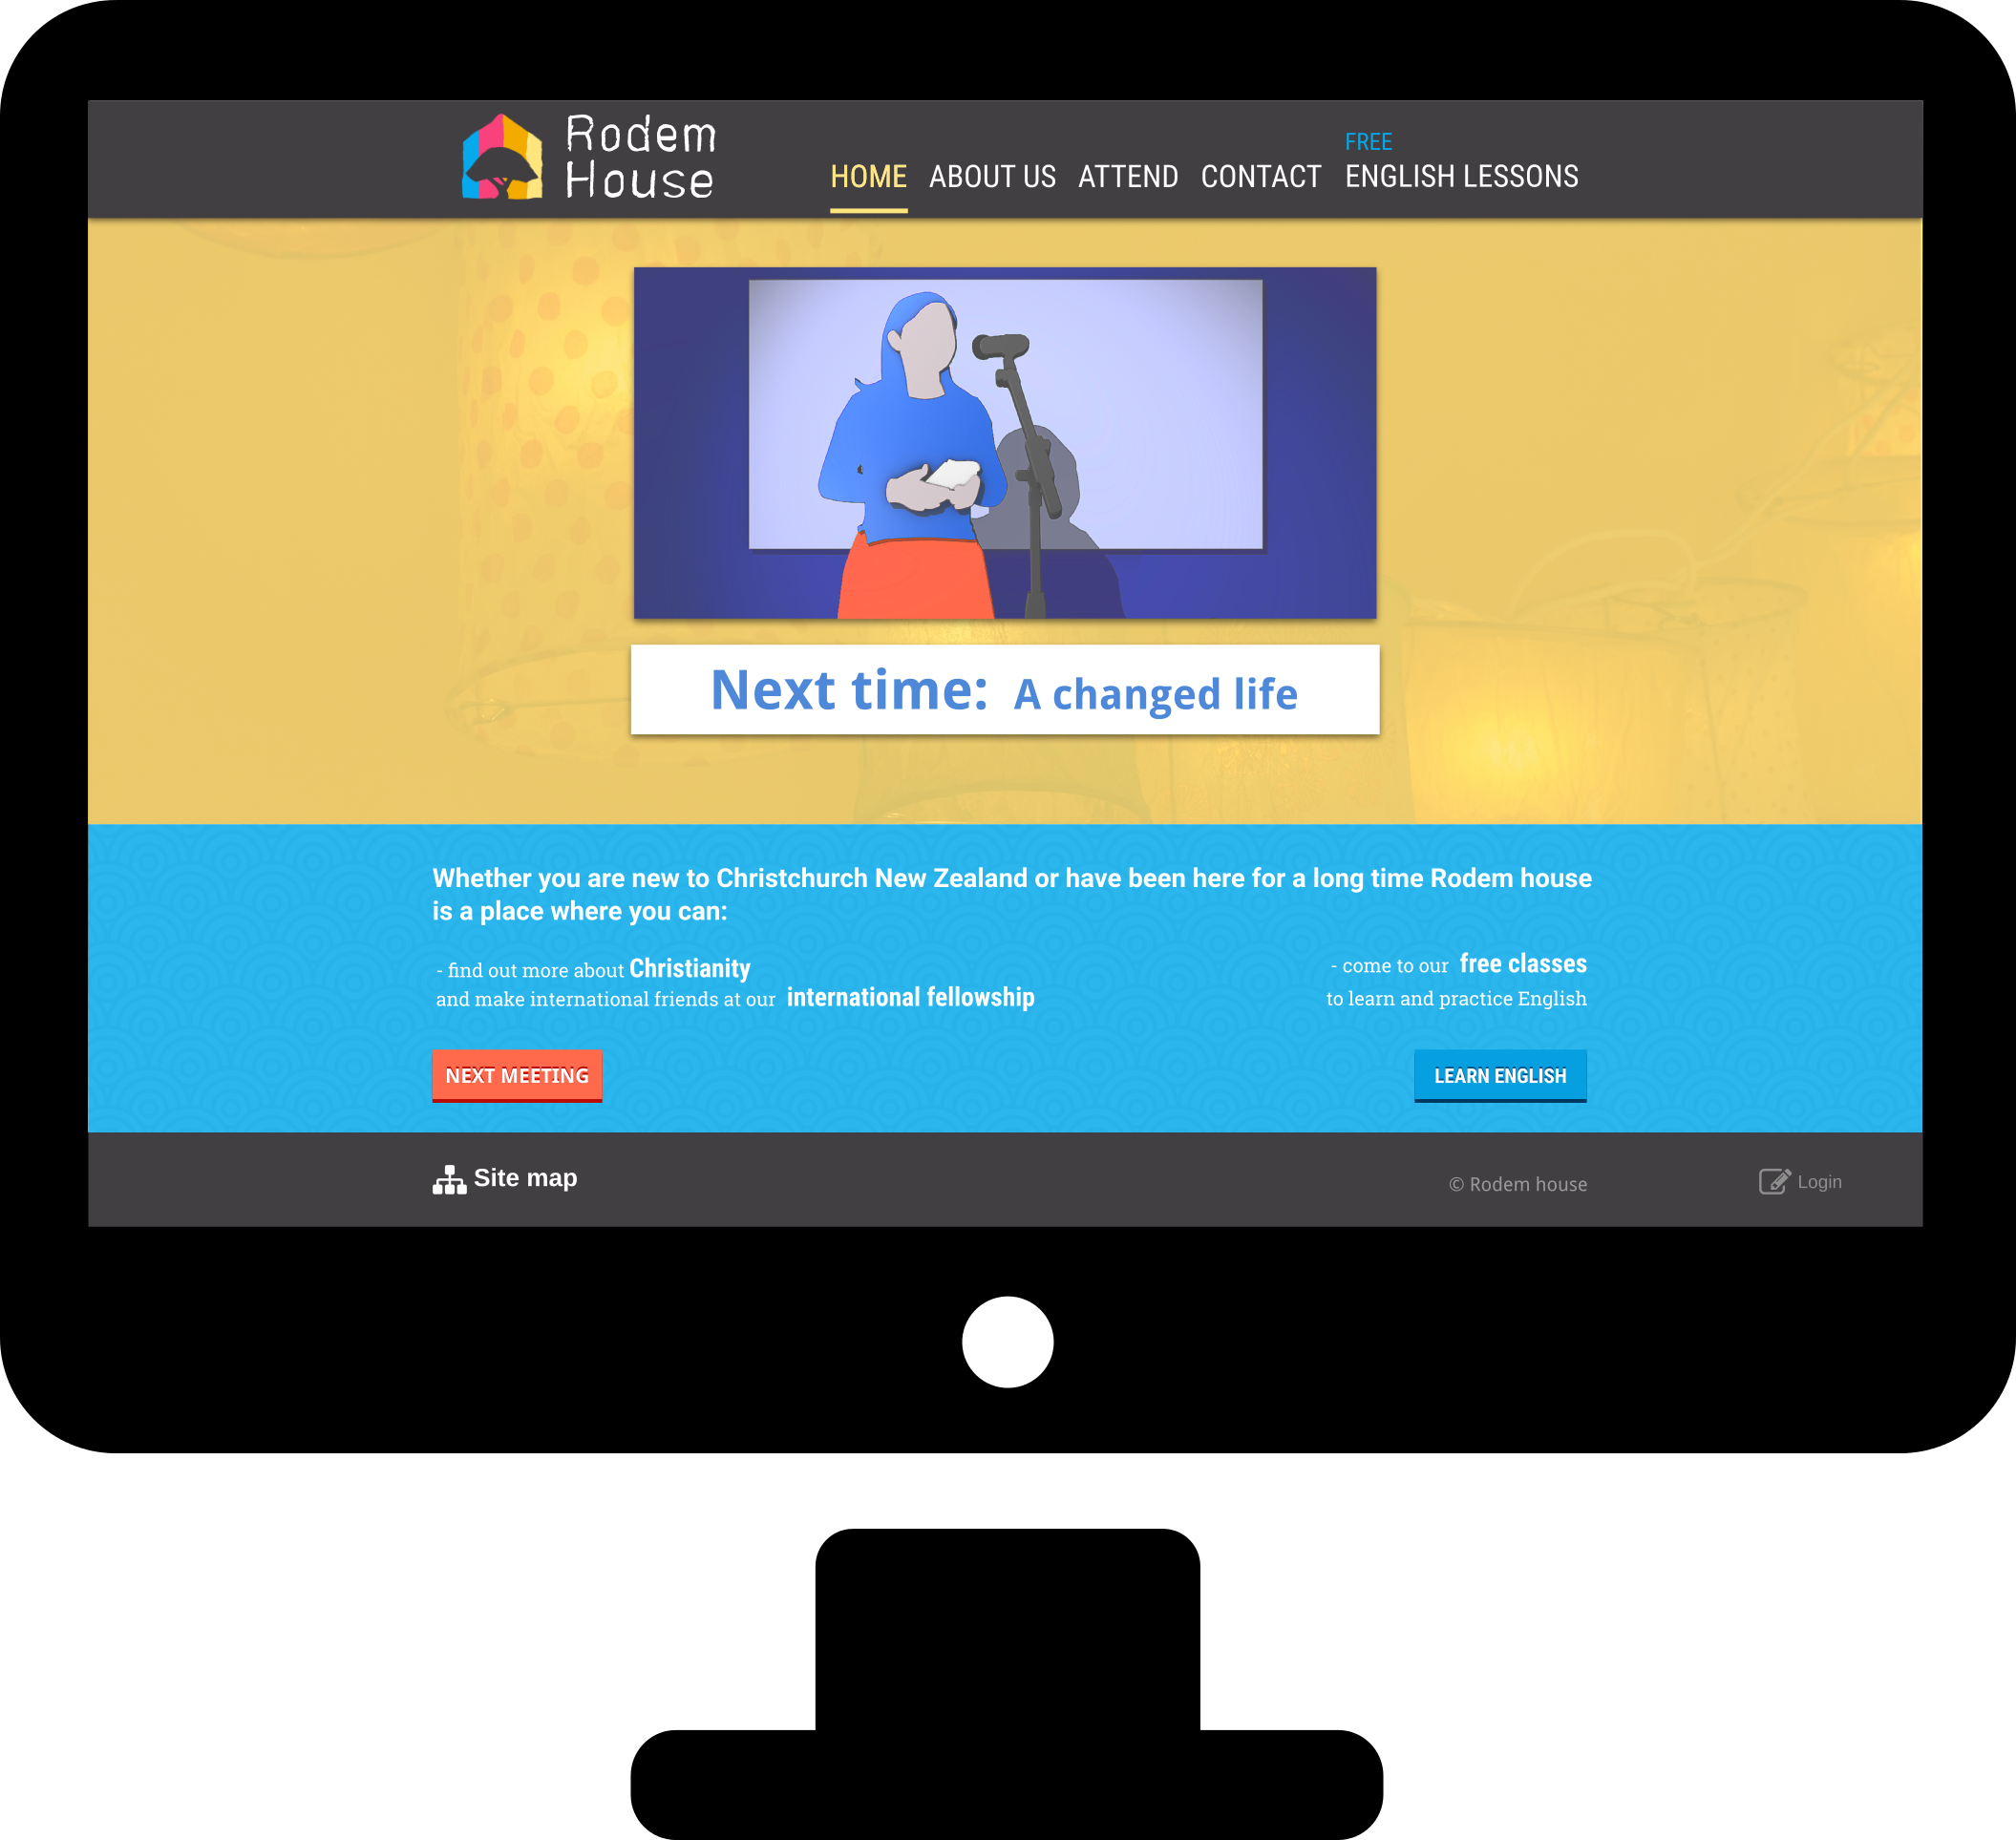 Rodem
House
FREE
HOME ABOUT US ATTEND CONTACT ENGLISH LESSONS
Next time: A changed life
Whether you are new to Christchurch New Zealand or have been here for a long time Rodem house
is a place where you can:
- find out more about Christianity
and make international friends at our international fellowship
- come to our free classes
to learn and practice English
NEXT MEETING
LEARN ENGLISH
Site map
© Rodem house
Login